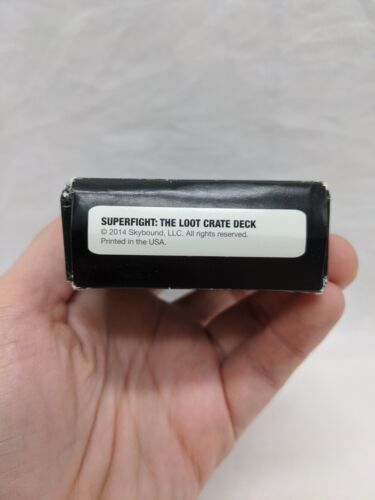 SUPERFIGHT: THE LOOT CRATE DECK
© 2014 Skybound, LLC. All rights reserved.
Printed in the USA.